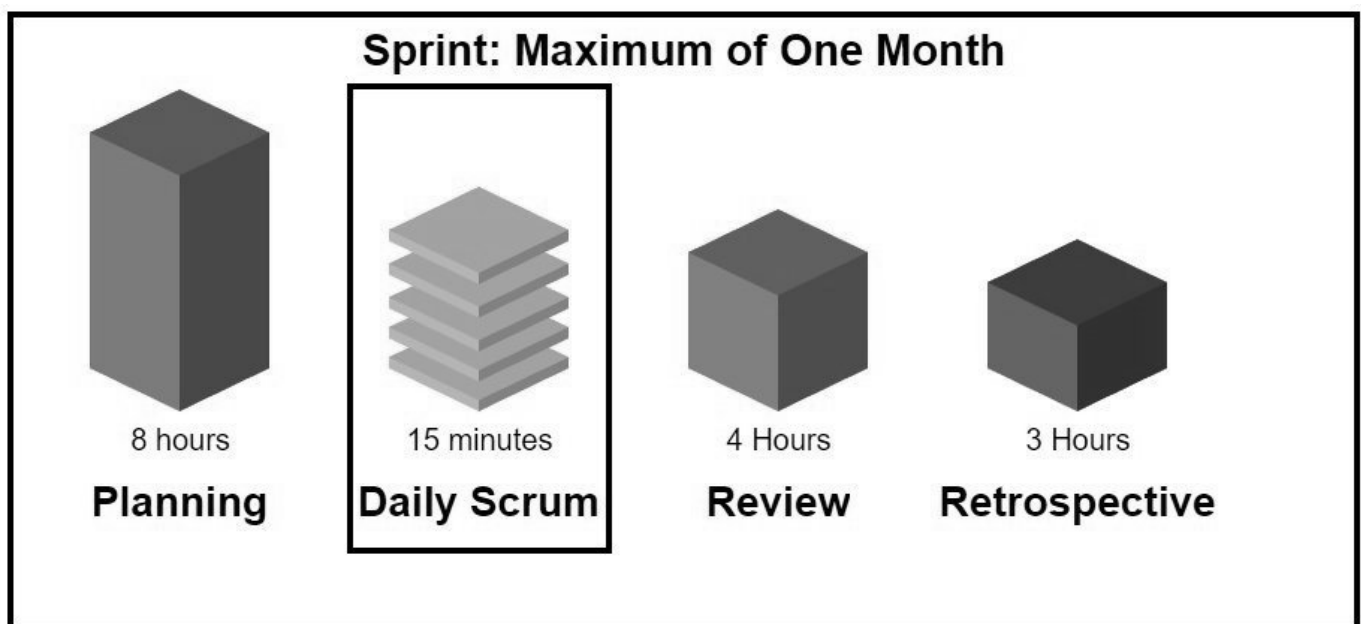 Sprint: Maximum of One Month
8 hours
Planning
15 minutes
Daily Scrum
4 Hours
Review
3 Hours
Retrospective